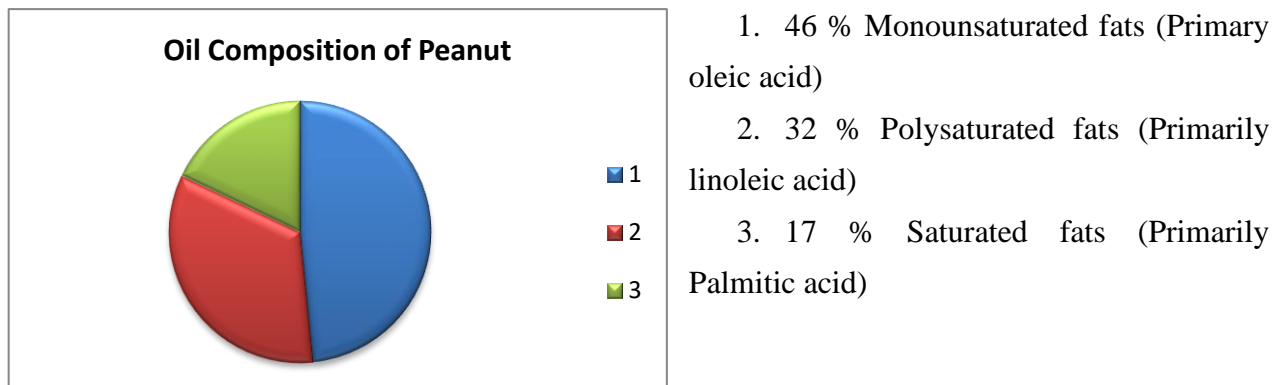 Oil Composition of Peanut
1
2
3
1. 46 % Monounsaturated fats (Primary
oleic acid)
2. 32 % Polysaturated fats (Primarily
linoleic acid)
3. 17 % Saturated fats (Primarily
Palmitic acid)